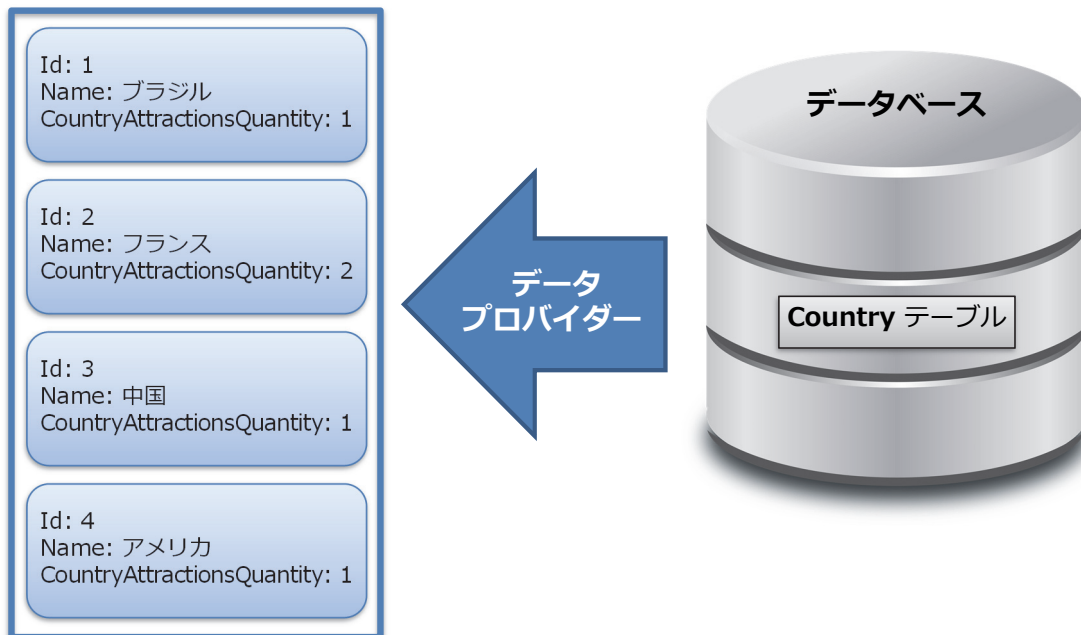 Id: 1
Name: ブラジル
CountryAttractionsQuantity: 1
Id: 2
Name: フランス
CountryAttractionsQuantity: 2
Id: 3
Name: 中国
CountryAttractionsQuantity: 1
Id: 4
Name: アメリカ
CountryAttractionsQuantity: 1
データ
プロバイダー
データベース
Country テーブル